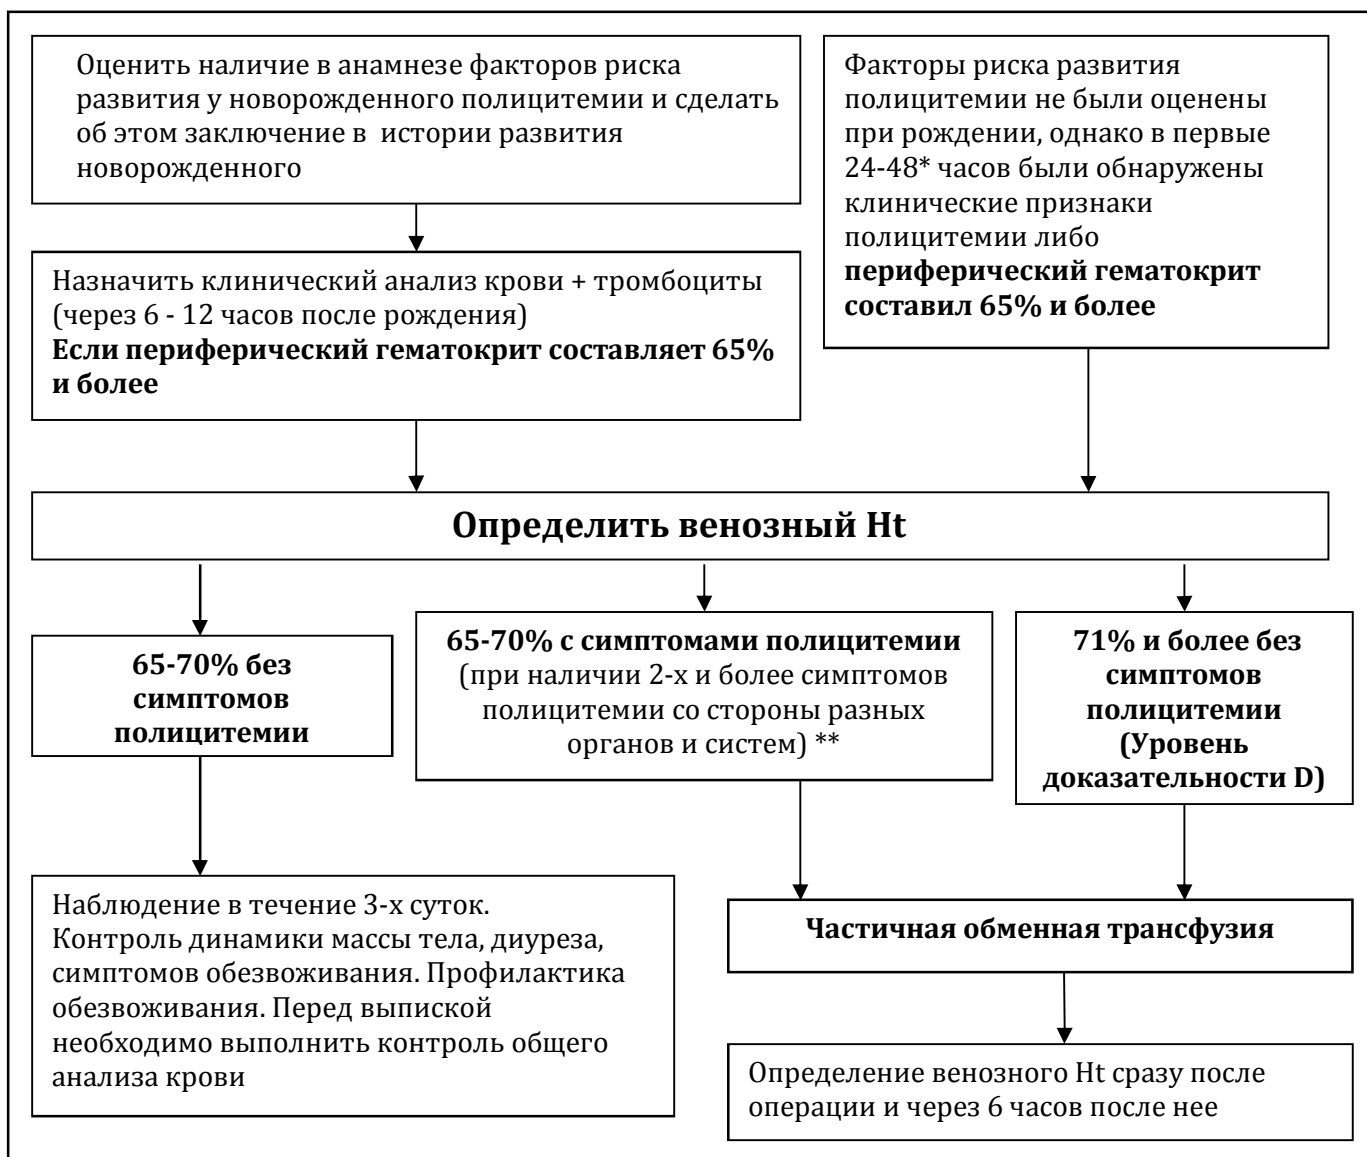 Оценить наличие в анамнезе факторов риска
развития у новорожденного полицитемии и сделать
об этом заключение в истории развития
новорожденного
Факторы риска развития
полицитемии не были оценены
при рождении, однако в первые
24-48* часов были обнаружены
клинические признаки
полицитемии либо
периферический гематокрит
составил 65% и более
Назначить клинический анализ крови + тромбоциты
(через 6 - 12 часов после рождения)
Если периферический гематокрит составляет 65%
и более
Определить венозный Ht
65-70% без
симптомов
полицитемии
65-70% с симптомами полицитемии
(при наличии 2-х и более симптомов
полицитемии со стороны разных
органов и систем) **
71% и более без
симптомов
полицитемии
(Уровень
доказательности D)
Наблюдение в течение 3-х суток.
Контроль динамики массы тела, диуреза,
симптомов обезвоживания. Профилактика
обезвоживания. Перед выпиской
необходимо выполнить контроль общего
анализа крови
Частичная обменная трансфузия
Определение венозного Ht сразу после
операции и через 6 часов после нее